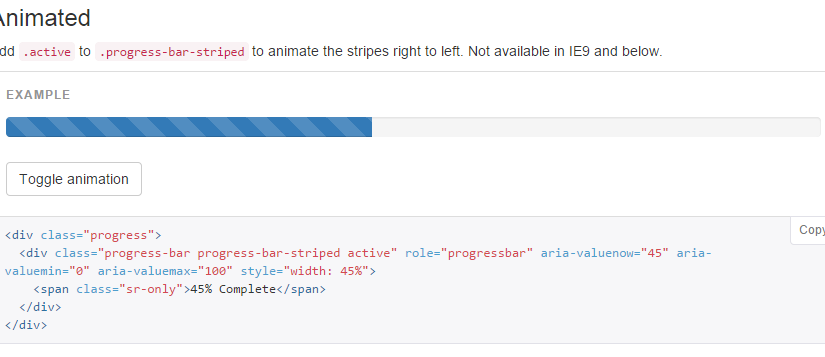 Animated
dd .active to .progress-bar-striped to animate the stripes right to left. Not available in IE9 and below.
EXAMPLE
Toggle animation
Copy
<div class="progress">
  <div class="progress-bar progress-bar-striped active" role="progressbar" aria-valuenow="45" aria-
valuemin="0" aria-valuemax="100" style="width: 45%">
    <span class="sr-only">45% Complete</span>
  </div>
</div>